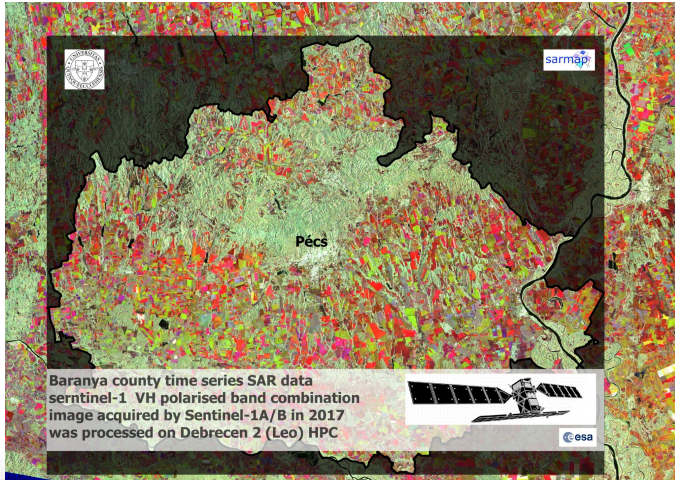 sarmap
Pécs
Baranya county time series SAR data
serntinel-1 VH polarised band combination
image acquired by Sentinel-1A/B in 2017
was processed on Debrecen 2 (Leo) HPC
esa